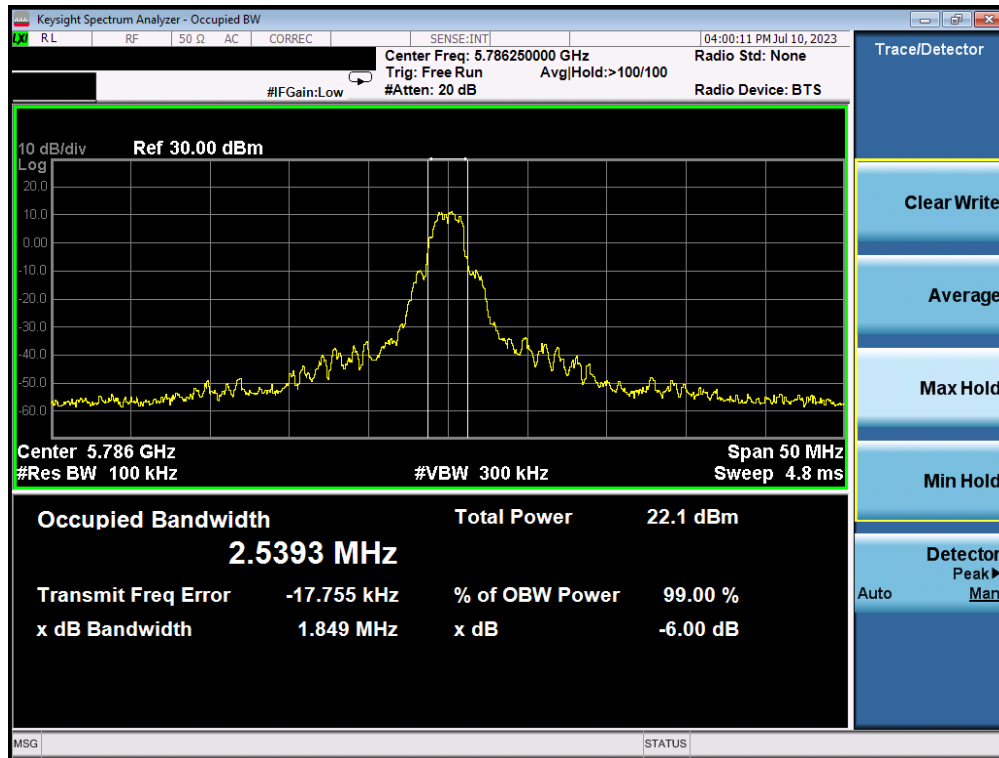 Keysight Spectrum Analyzer - Occupied BW
LXI RL RF 50 Ω AC CORREC SENSE:INT 04:00:11 PM Jul 10, 2023
Center Freq: 5.786250000 GHz Radio Std: None
Trig: Free Run Avg|Hold:>100/100
#IFGain:Low #Atten: 20 dB Radio Device: BTS
10 dB/div Ref 30.00 dBm
Log
20.0
10.0
0.00
-10.0
-20.0
-30.0
-40.0
-50.0
-60.0
Center 5.786 GHz Span 50 MHz
#Res BW 100 kHz #VBW 300 kHz Sweep 4.8 ms
Occupied Bandwidth Total Power 22.1 dBm
2.5393 MHz
Transmit Freq Error -17.755 kHz % of OBW Power 99.00 %
x dB Bandwidth 1.849 MHz x dB -6.00 dB
MSG STATUS
Trace/Detector
Clear Write
Average
Max Hold
Min Hold
Detector
Peak▶
Auto Man